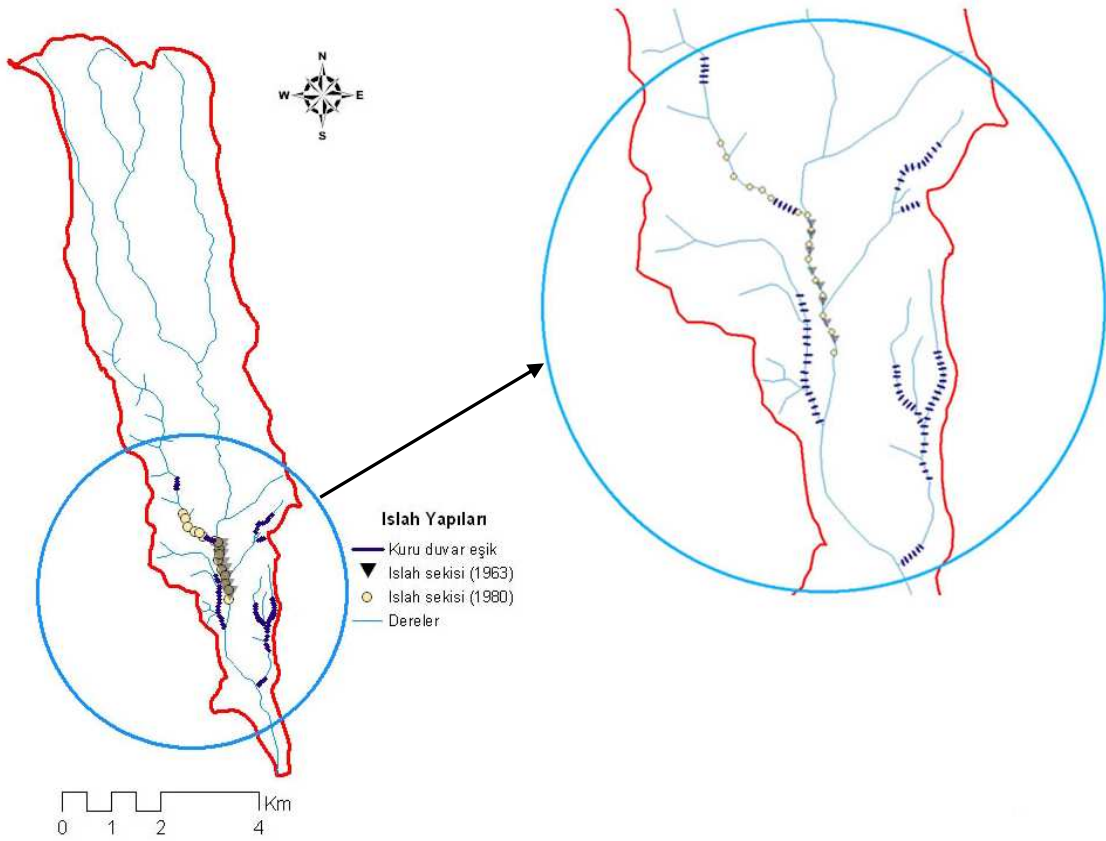 N
W E
S
Islah Yapıları
Kuru duvar eşik
Islah sekisi (1963)
Islah sekisi (1980)
Dereler
Km
0 1 2 4